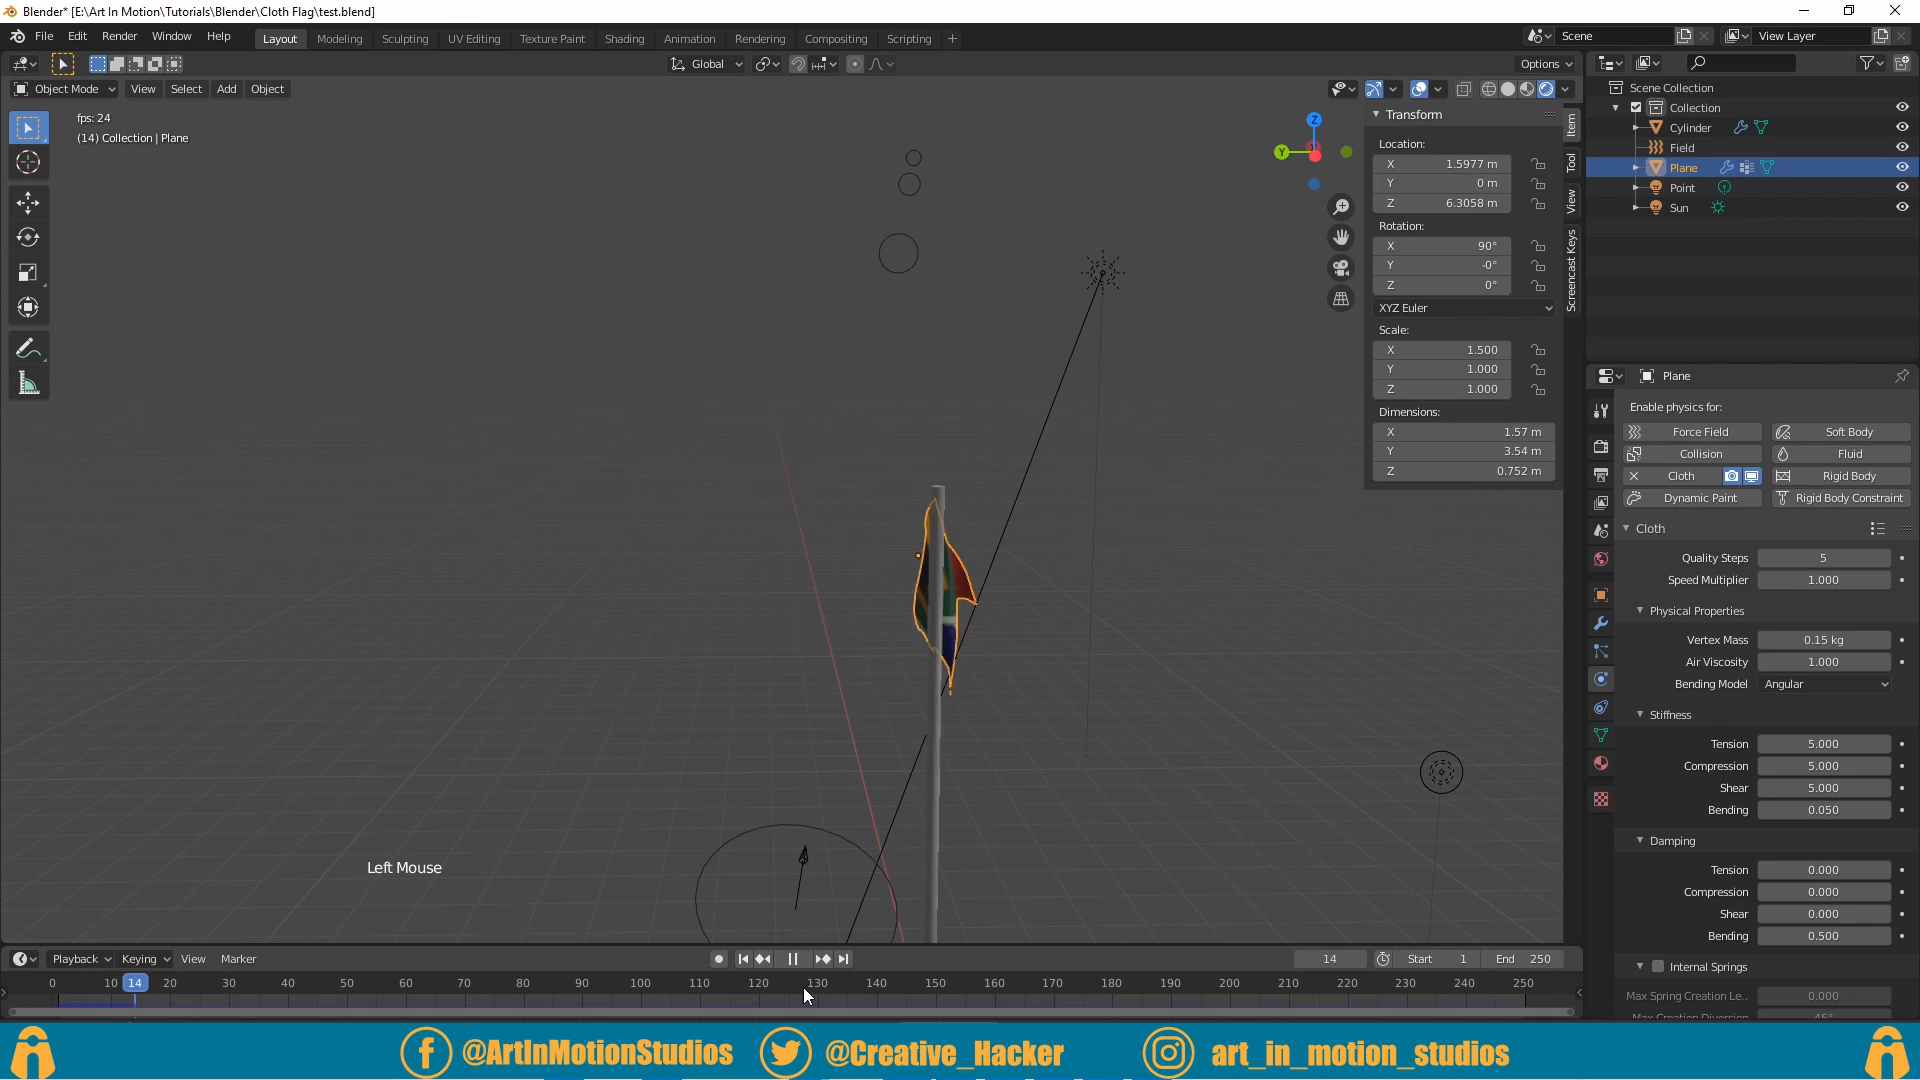 Blender* [E:\Art In Motion\Tutorials\Blender\Cloth Flag\test.blend]
File Edit Render Window Help Layout Modeling Sculpting UV Editing Texture Paint Shading Animation Rendering Compositing Scripting + Scene View Layer
Global Options
Object Mode View Select Add Object
fps: 24
(14) Collection | Plane
Z
Y
Transform
Location:
X 1.5977 m
Y 0 m
Z 6.3058 m
Rotation:
X 90°
Y -0°
Z 0°
XYZ Euler
Scale:
X 1.500
Y 1.000
Z 1.000
Dimensions:
X 1.57 m
Y 3.54 m
Z 0.752 m
Item
Tool
View
Screencast Keys
Scene Collection
Collection
Cylinder
Field
Plane
Point
Sun
Plane
Enable physics for:
Force Field Soft Body
Collision Fluid
Cloth Rigid Body
Dynamic Paint Rigid Body Constraint
Cloth
Quality Steps 5
Speed Multiplier 1.000
Physical Properties
Vertex Mass 0.15 kg
Air Viscosity 1.000
Bending Model Angular
Stiffness
Tension 5.000
Compression 5.000
Shear 5.000
Bending 0.050
Damping
Tension 0.000
Compression 0.000
Shear 0.000
Bending 0.500
Internal Springs
Max Spring Creation Le.. 0.000
Max Creation Diversion 45°
Left Mouse
Playback Keying View Marker 14 Start 1 End 250
0 10 14 20 30 40 50 60 70 80 90 100 110 120 130 140 150 160 170 180 190 200 210 220 230 240 250
@ArtInMotionStudios @Creative_Hacker art_in_motion_studios